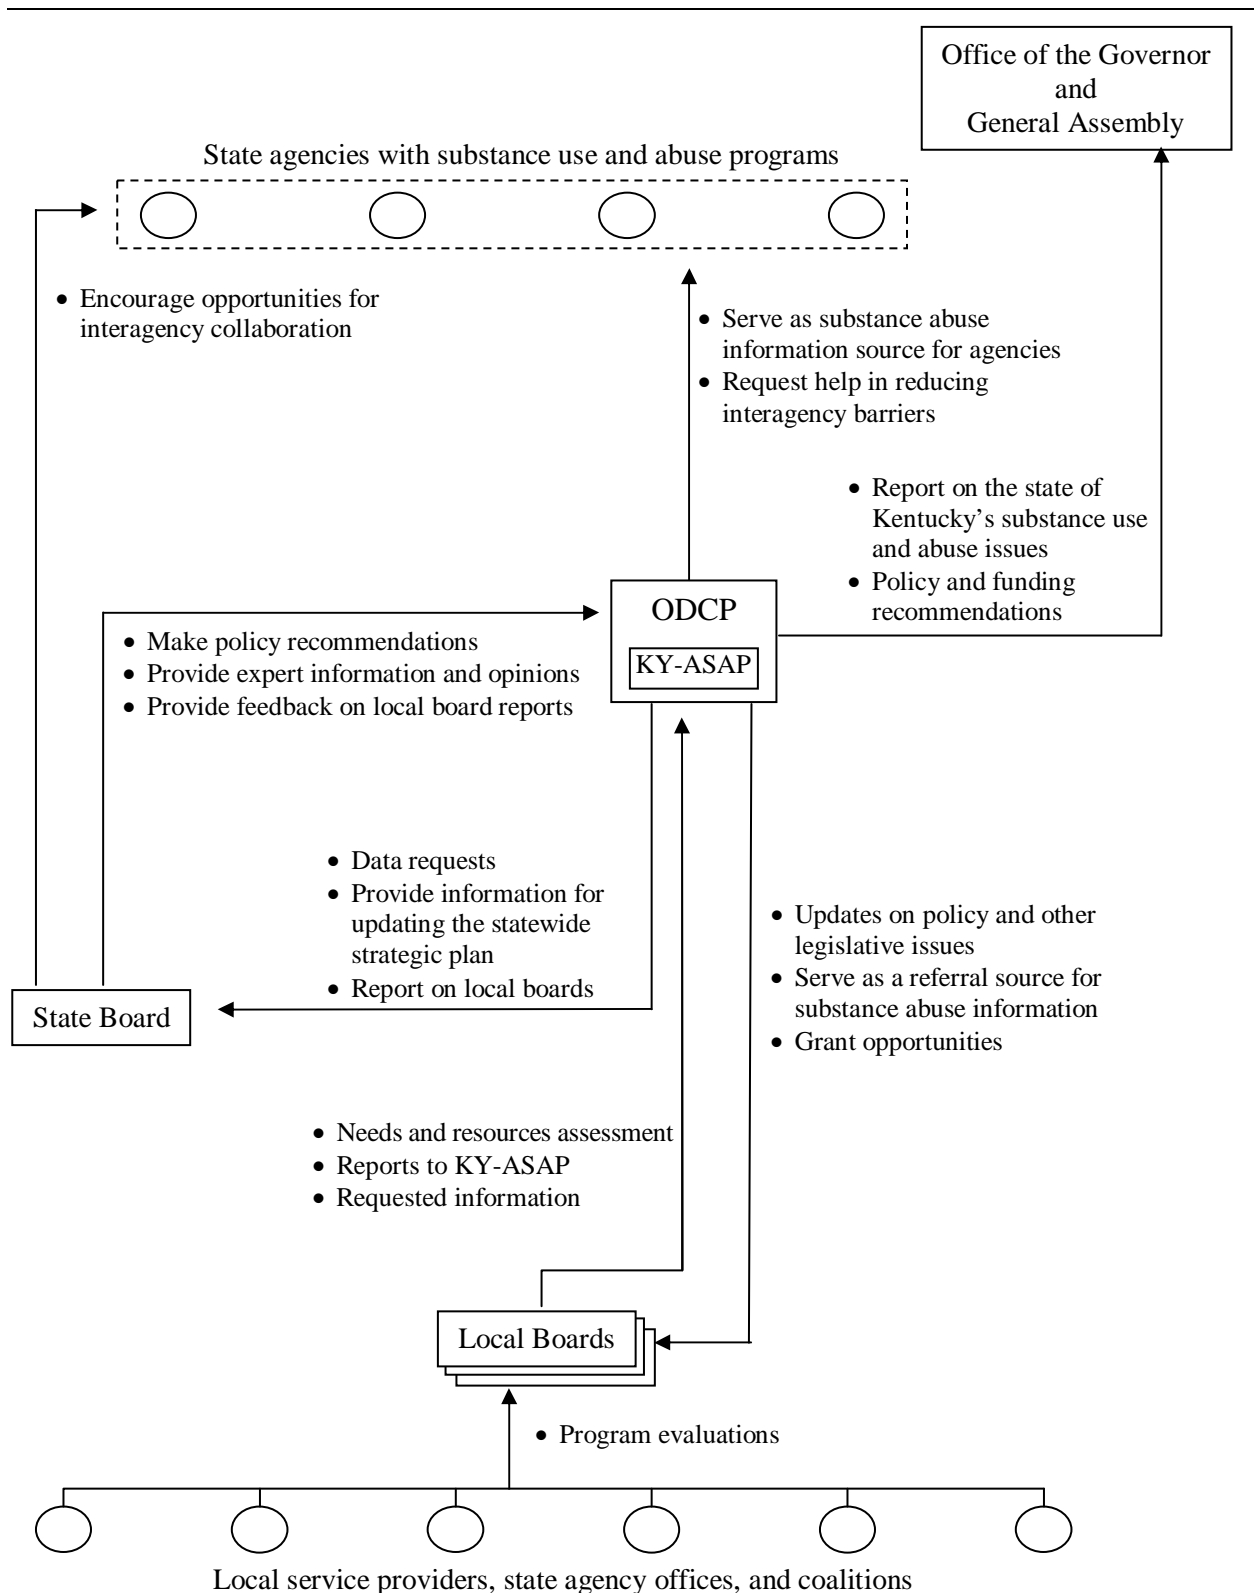 Office of the Governor
and
General Assembly
State agencies with substance use and abuse programs
• Encourage opportunities for
interagency collaboration
• Serve as substance abuse
information source for agencies
• Request help in reducing
interagency barriers
• Report on the state of
Kentucky’s substance use
and abuse issues
• Policy and funding
recommendations
ODCP
KY-ASAP
• Make policy recommendations
• Provide expert information and opinions
• Provide feedback on local board reports
• Data requests
• Provide information for
updating the statewide
strategic plan
• Report on local boards
• Updates on policy and other
legislative issues
• Serve as a referral source for
substance abuse information
• Grant opportunities
State Board
• Needs and resources assessment
• Reports to KY-ASAP
• Requested information
Local Boards
• Program evaluations
Local service providers, state agency offices, and coalitions